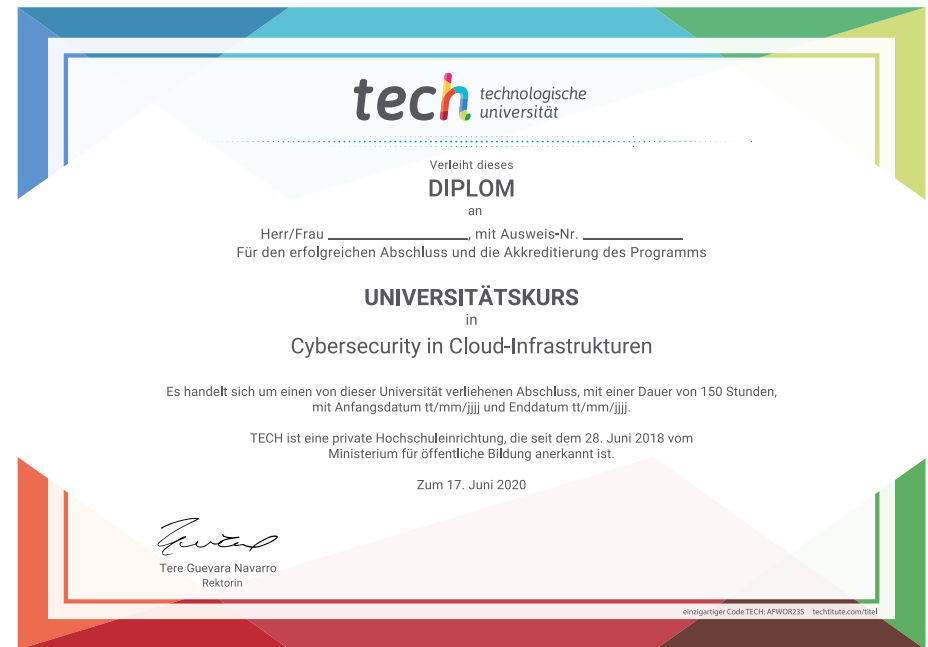 tech technologische
universität
Verleiht dieses
DIPLOM
an
Herr/Frau ____________, mit Ausweis-Nr. ____________
Für den erfolgreichen Abschluss und die Akkreditierung des Programms
UNIVERSITÄTSKURS
in
Cybersecurity in Cloud-Infrastrukturen
Es handelt sich um einen von dieser Universität verliehenen Abschluss, mit einer Dauer von 150 Stunden,
mit Anfangsdatum tt/mm/jjjj und Enddatum tt/mm/jjjj.
TECH ist eine private Hochschuleinrichtung, die seit dem 28. Juni 2018 vom
Ministerium für öffentliche Bildung anerkannt ist.
Zum 17. Juni 2020
Tere Guevara Navarro
Rektorin
einzigartiger Code TECH: AFWOR23S techtitute.com/titel